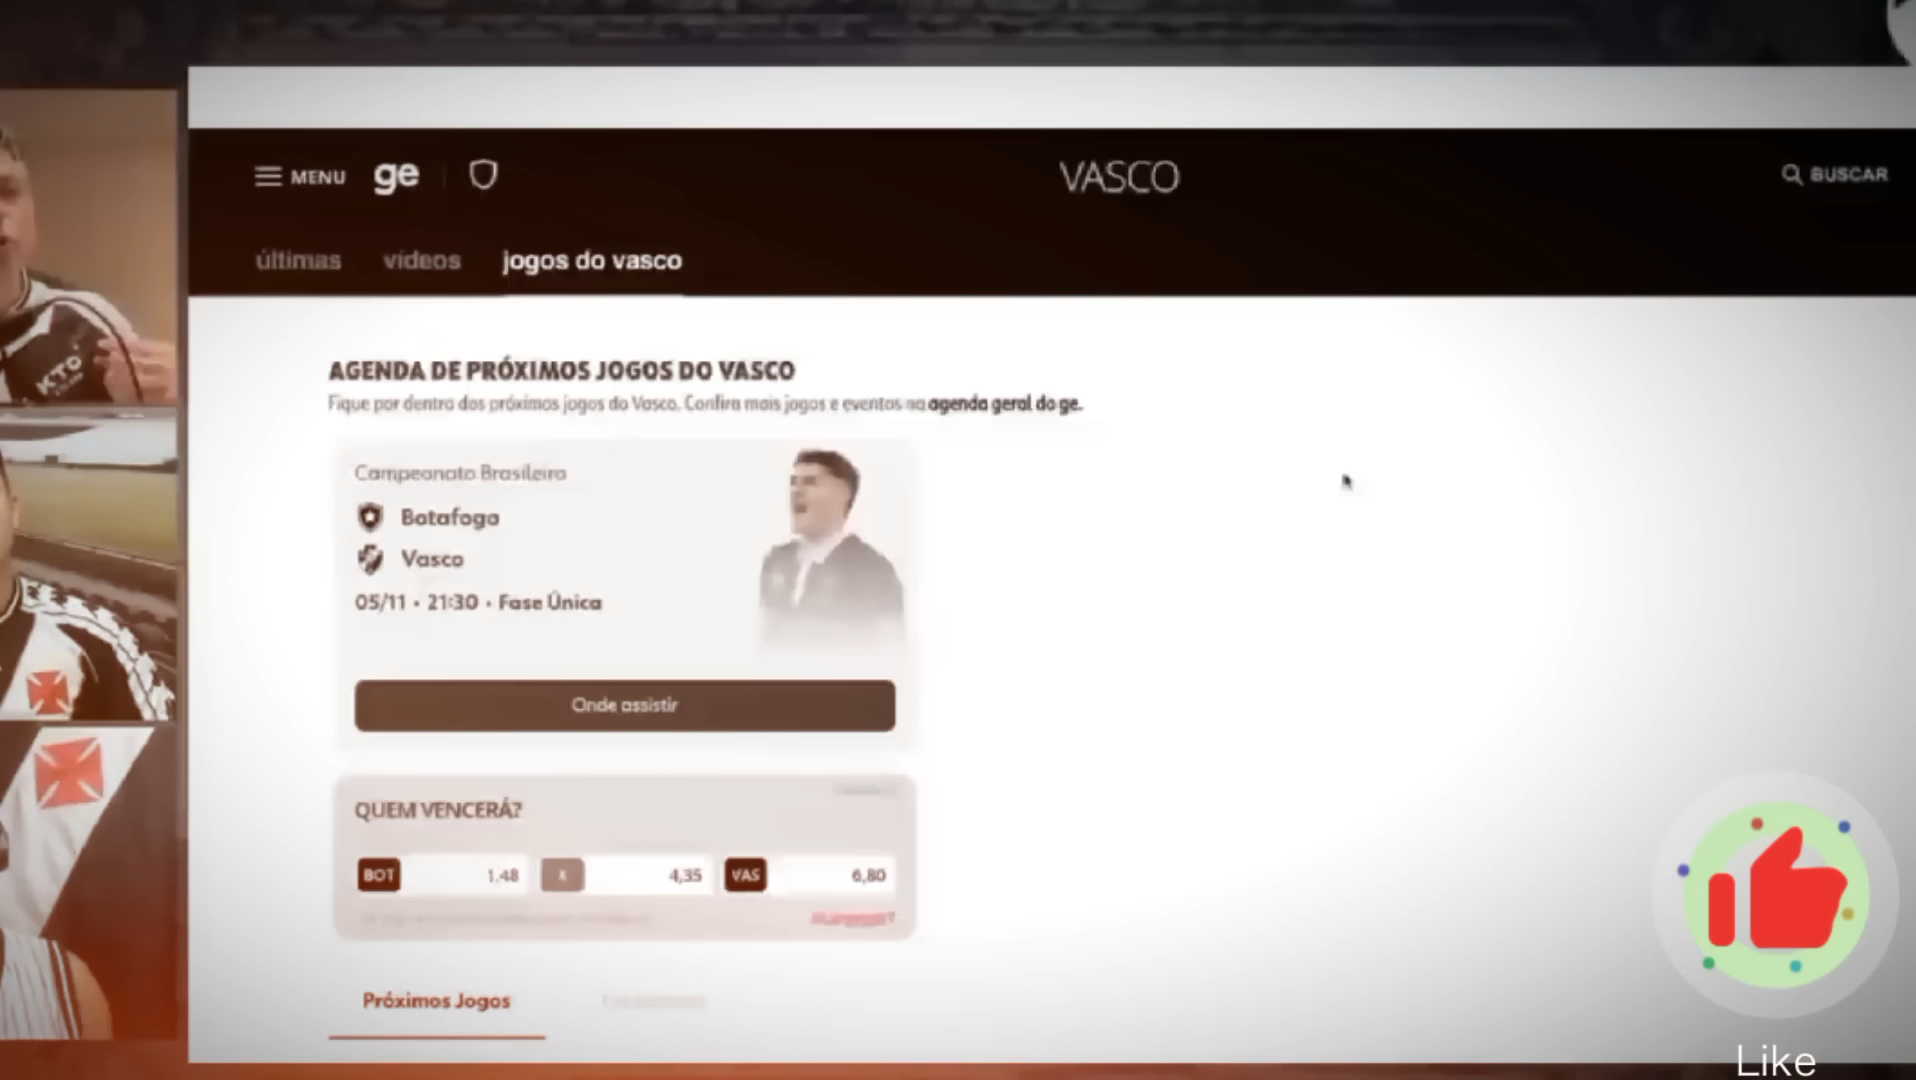 MENU ge
VASCO
BUSCAR
últimas vídeos jogos do vasco
AGENDA DE PRÓXIMOS JOGOS DO VASCO
Fique por dentro dos próximos jogos do Vasco. Confira mais jogos e eventos na agenda geral do ge.
Campeonato Brasileiro
Botafogo
Vasco
05/11 • 21:30 • Fase Única
Onde assistir
QUEM VENCERÁ?
BOT 1,48 X 4,35 VAS 6,80
Próximos Jogos
KTO
Like